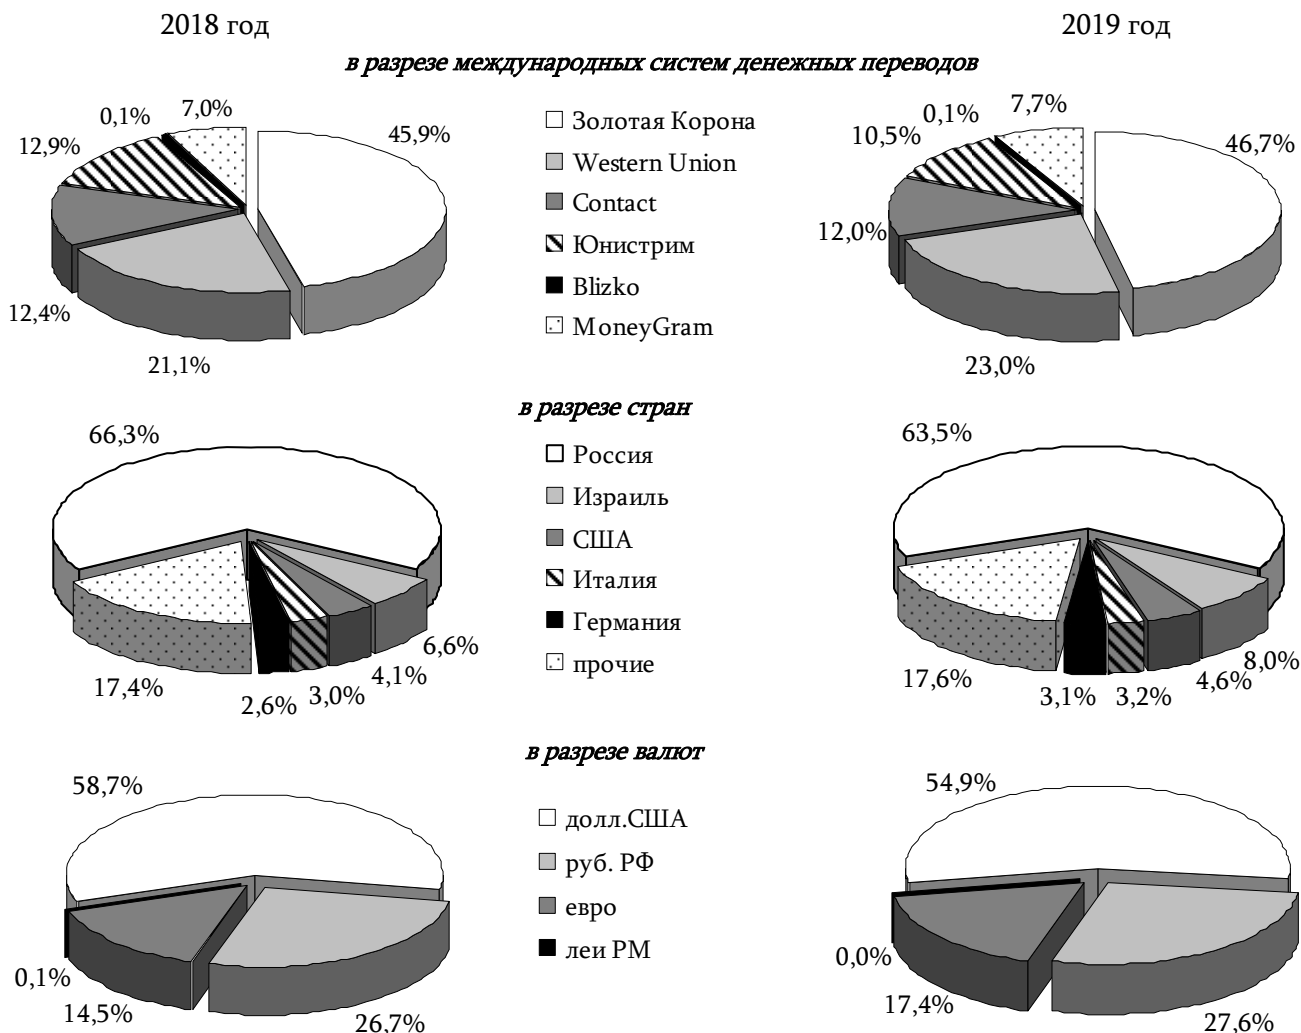 2018 год
2019 год
в разрезе международных систем денежных переводов
0,1%
7,0%
12,9%
45,9%
12,4%
21,1%
Золотая Корона
Western Union
Contact
Юнистрим
Blizko
MoneyGram
0,1%
7,7%
10,5%
46,7%
12,0%
23,0%
в разрезе стран
66,3%
6,6%
4,1%
3,0%
2,6%
17,4%
Россия
Израиль
США
Италия
Германия
прочие
63,5%
8,0%
4,6%
3,2%
3,1%
17,6%
в разрезе валют
58,7%
0,1%
14,5%
26,7%
долл.США
руб. РФ
евро
леи РМ
54,9%
0,0%
17,4%
27,6%